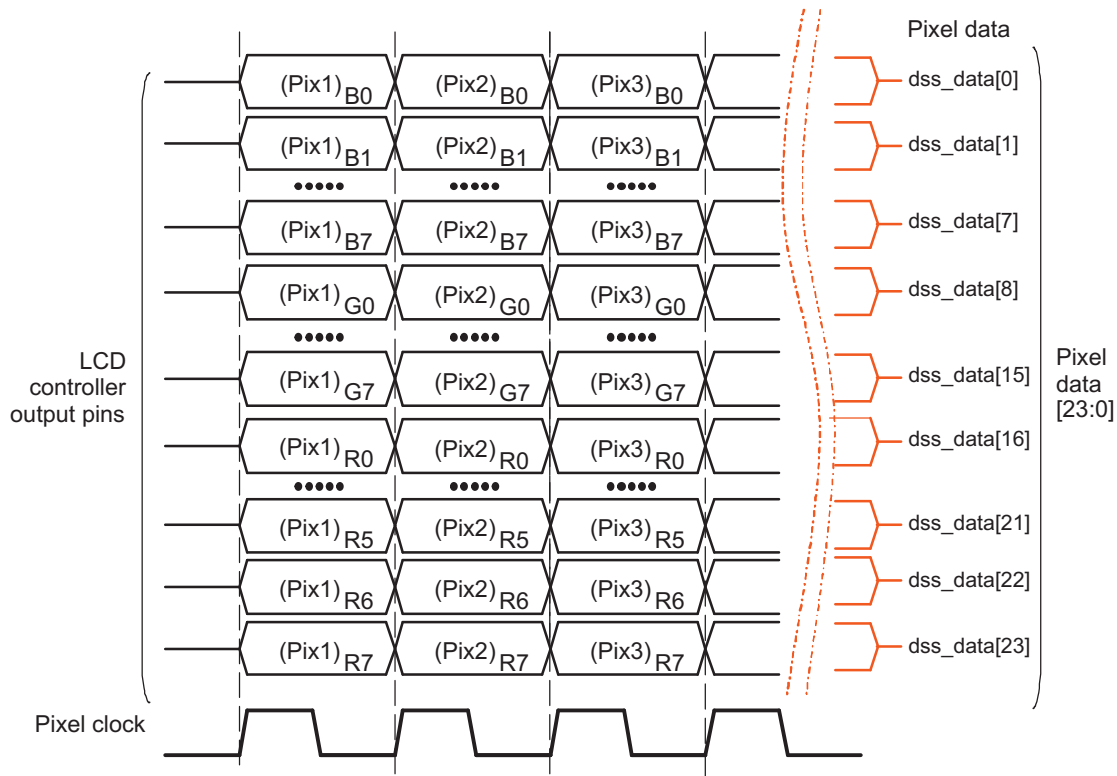 Pixel data
(Pix1)B0 (Pix2)B0 (Pix3)B0 dss_data[0]
(Pix1)B1 (Pix2)B1 (Pix3)B1 dss_data[1]
(Pix1)B7 (Pix2)B7 (Pix3)B7 dss_data[7]
(Pix1)G0 (Pix2)G0 (Pix3)G0 dss_data[8]
LCD
controller
output pins
(Pix1)G7 (Pix2)G7 (Pix3)G7 dss_data[15]
Pixel
data
[23:0]
(Pix1)R0 (Pix2)R0 (Pix3)R0 dss_data[16]
(Pix1)R5 (Pix2)R5 (Pix3)R5 dss_data[21]
(Pix1)R6 (Pix2)R6 (Pix3)R6 dss_data[22]
(Pix1)R7 (Pix2)R7 (Pix3)R7 dss_data[23]
Pixel clock